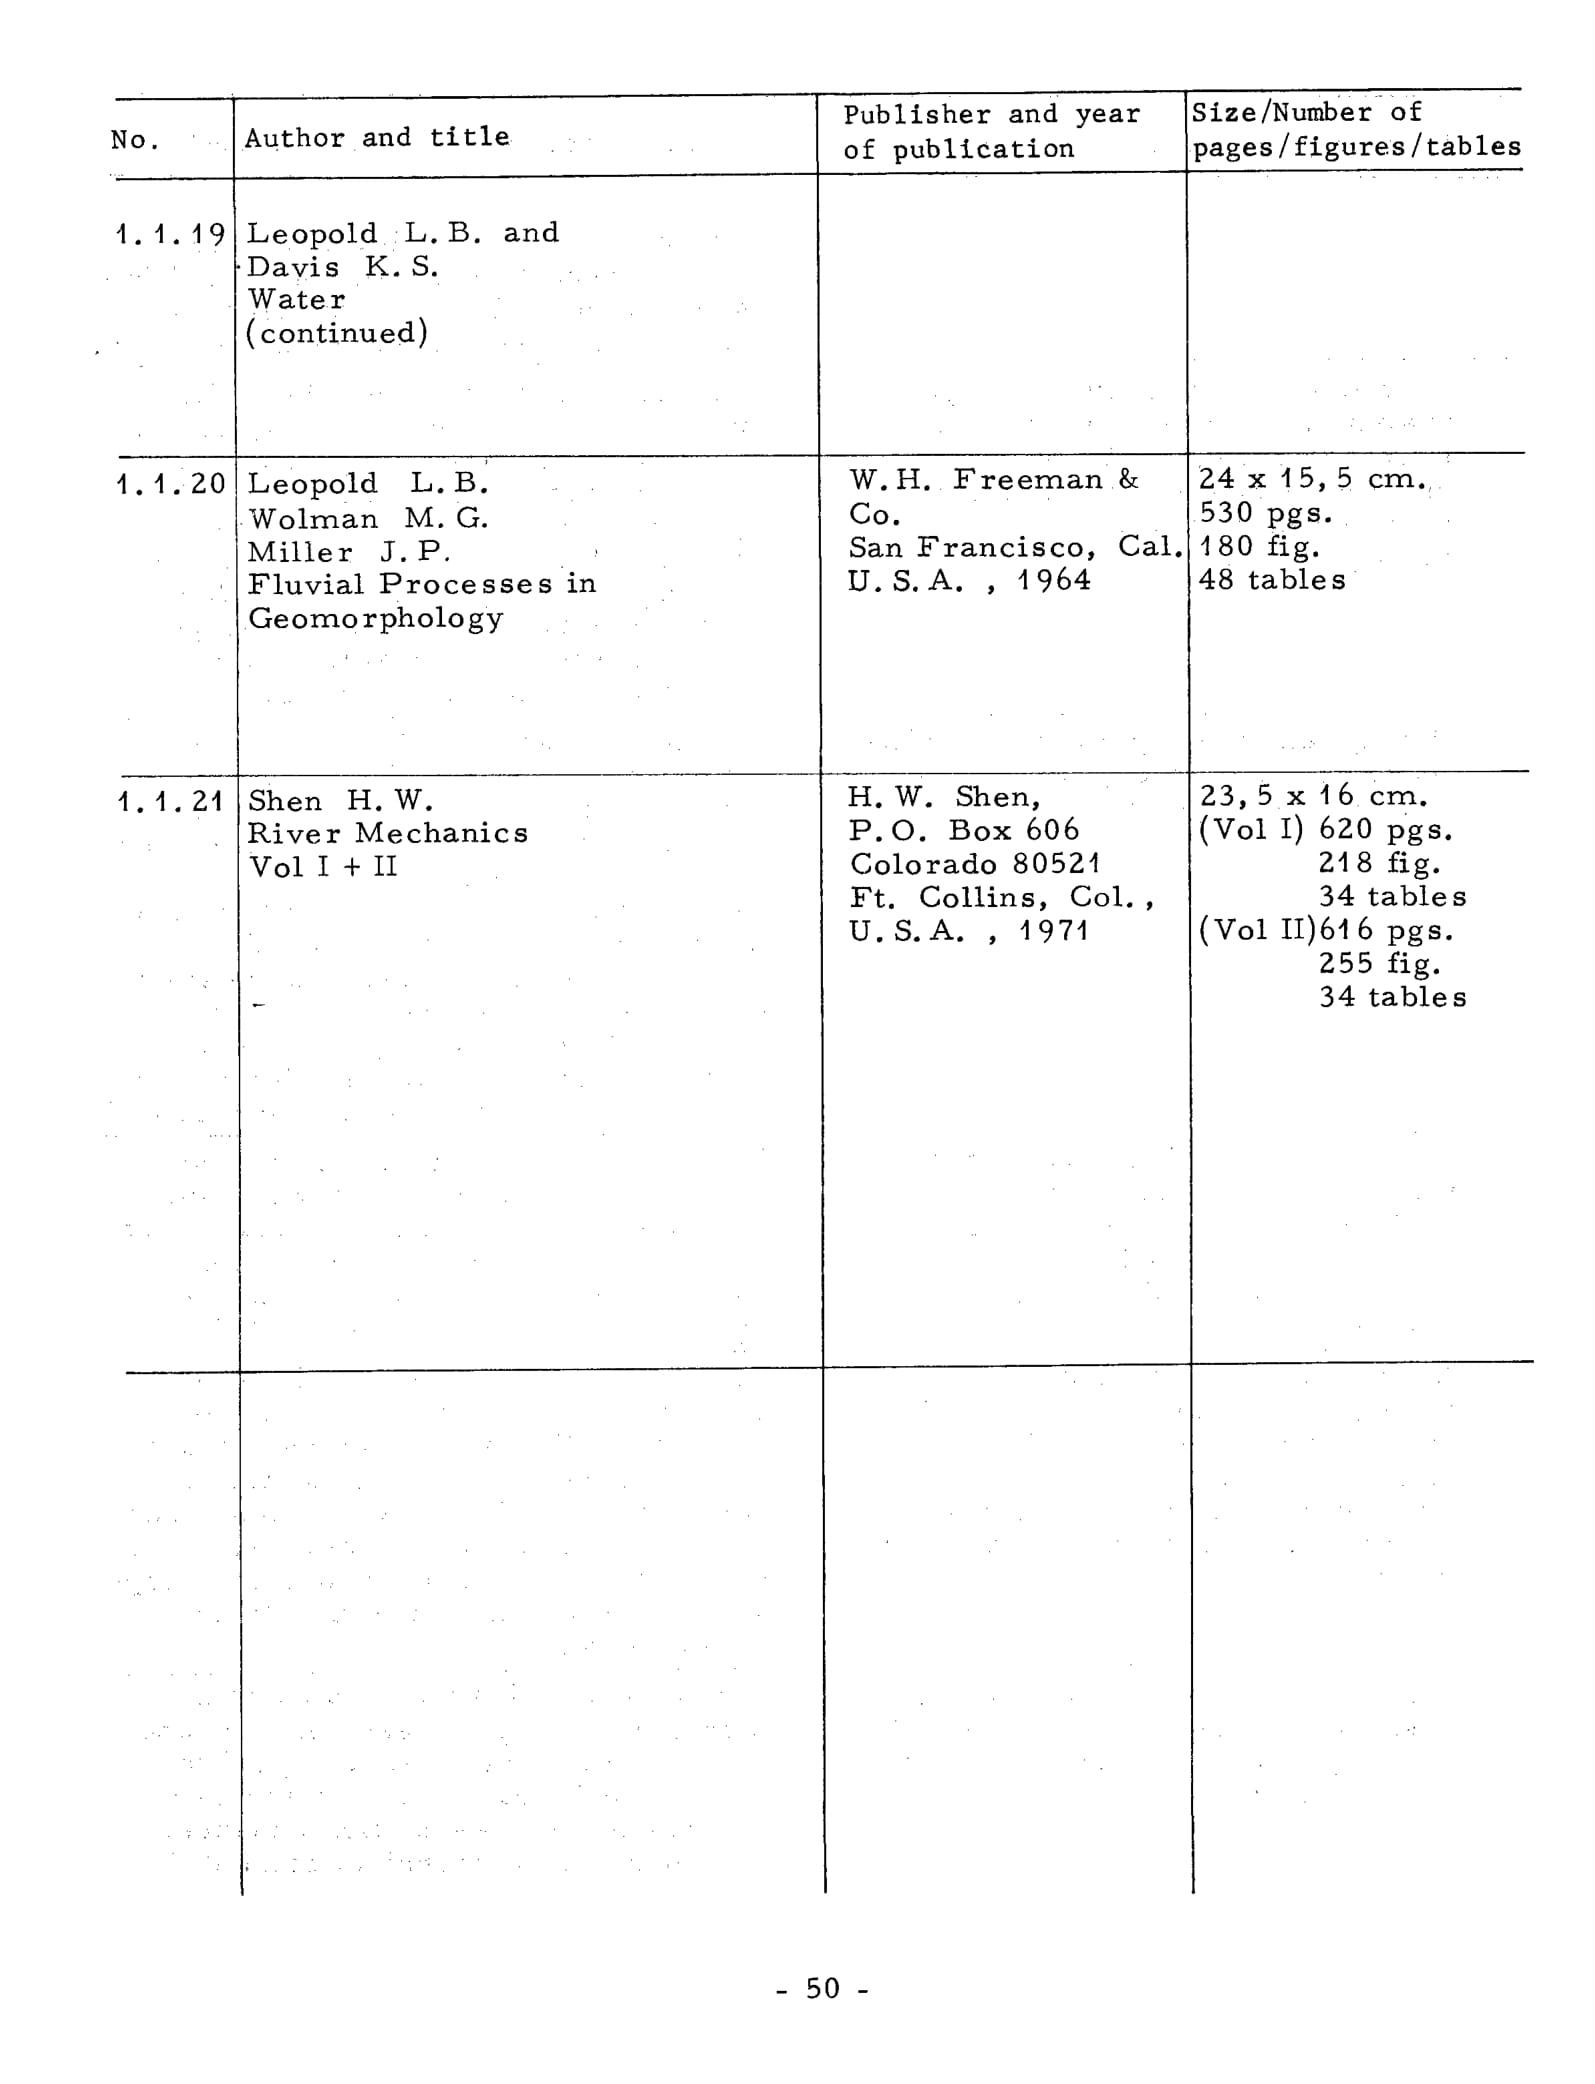 No.
Author and title
Publisher and year
of publication
Size/Number of
pages/figures/tables
1.1.19
Leopold L.B. and
Davis K.S.
Water
(continued)
1.1.20
Leopold L.B.
Wolman M.G.
Miller J.P.
Fluvial Processes in
Geomorphology
W.H. Freeman &
Co.
San Francisco, Cal.
U.S.A., 1964
24 x 15,5 cm.
530 pgs.
180 fig.
48 tables
1.1.21
Shen H.W.
River Mechanics
Vol I + II
H.W. Shen,
P.O. Box 606
Colorado 80521
Ft. Collins, Col.,
U.S.A., 1971
23,5 x 16 cm.
(Vol I) 620 pgs.
218 fig.
34 tables
(Vol II) 616 pgs.
255 fig.
34 tables
- 50 -